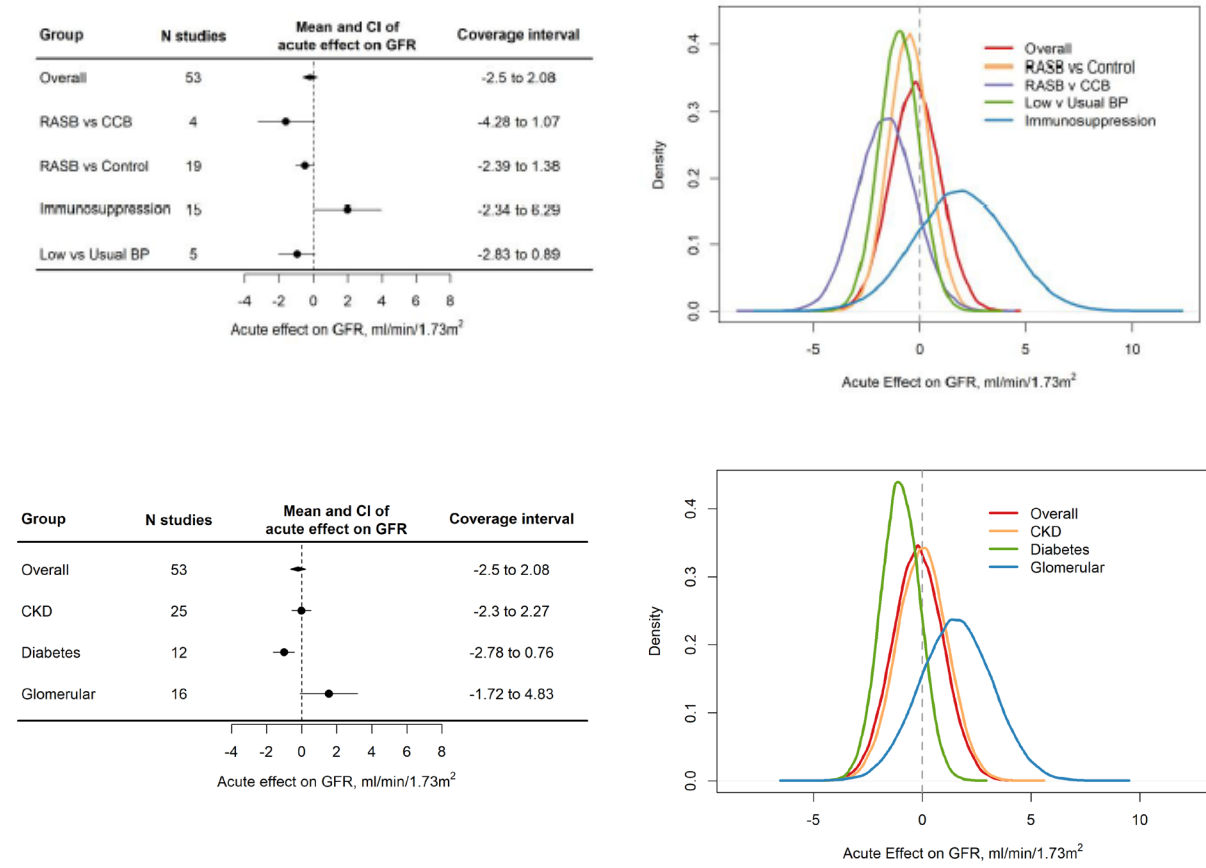 Group N studies Mean and CI of acute effect on GFR Coverage interval
Overall 53 -2.5 to 2.08
RASB vs CCB 4 -4.28 to 1.07
RASB vs Control 19 -2.39 to 1.38
Immunosuppression 15 -2.34 to 6.29
Low vs Usual BP 5 -2.83 to 0.89
-4 -2 0 2 4 6 8
Acute effect on GFR, ml/min/1.73m²
Overall
RASB vs Control
RASB v CCB
Low v Usual BP
Immunosuppression
Density
0.0 0.1 0.2 0.3 0.4
-5 0 5 10
Acute Effect on GFR, ml/min/1.73m²
Group N studies Mean and CI of acute effect on GFR Coverage interval
Overall 53 -2.5 to 2.08
CKD 25 -2.3 to 2.27
Diabetes 12 -2.78 to 0.76
Glomerular 16 -1.72 to 4.83
-4 -2 0 2 4 6 8
Acute effect on GFR, ml/min/1.73m²
Overall
CKD
Diabetes
Glomerular
Density
0.0 0.1 0.2 0.3 0.4
-5 0 5 10
Acute Effect on GFR, ml/min/1.73m²